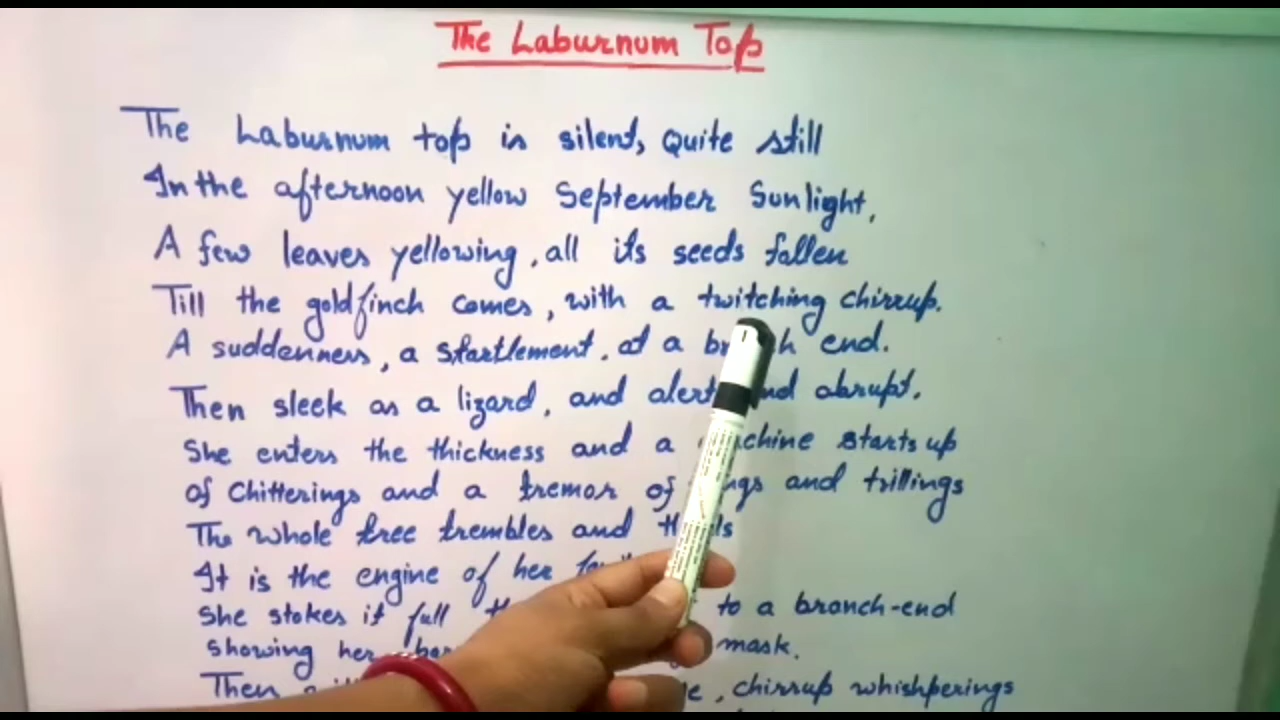 The Laburnum Top
The Laburnum top is silent, Quite still
In the afternoon yellow September Sunlight,
A few leaves yellowing, all its seeds fallen
Till the goldfinch comes, with a twitching chirrup.
A suddenness, a startlement, at a end.
Then sleek as a lizard, and alert abrupt.
She enters the thickness and a starts up
of Chitterings and a tremor of and trillings
The whole tree trembles and
It is the engine of her
She stokes it full to a branch-end
showing her mask.
Then , chirrup whishperings